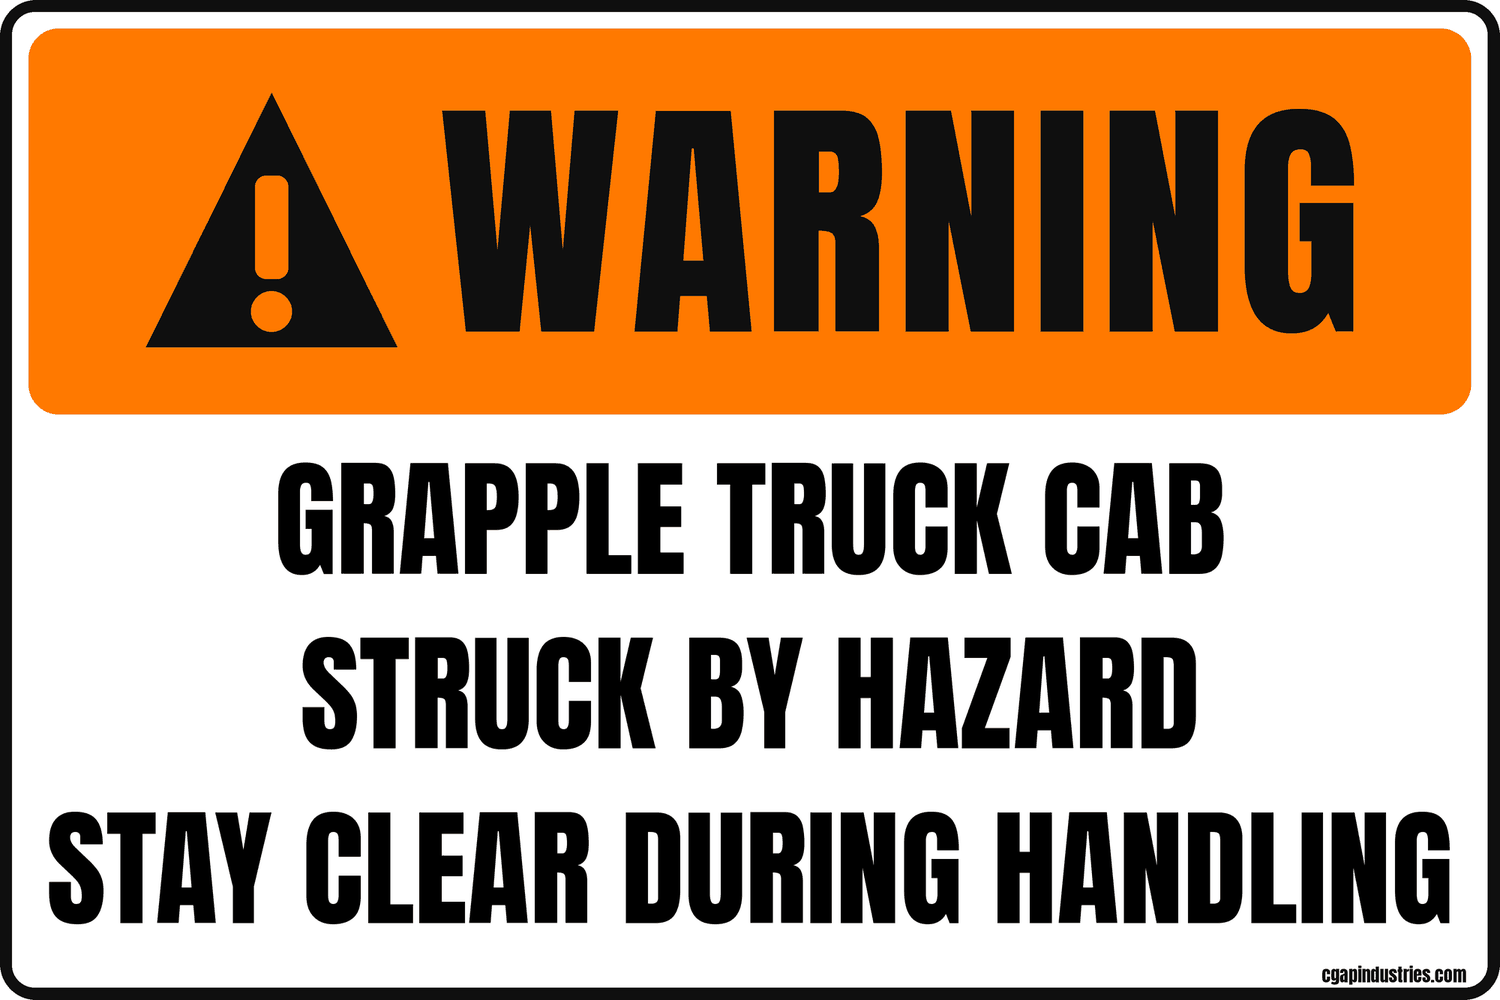 WARNING
GRAPPLE TRUCK CAB
STRUCK BY HAZARD
STAY CLEAR DURING HANDLING
cgapindustries.com